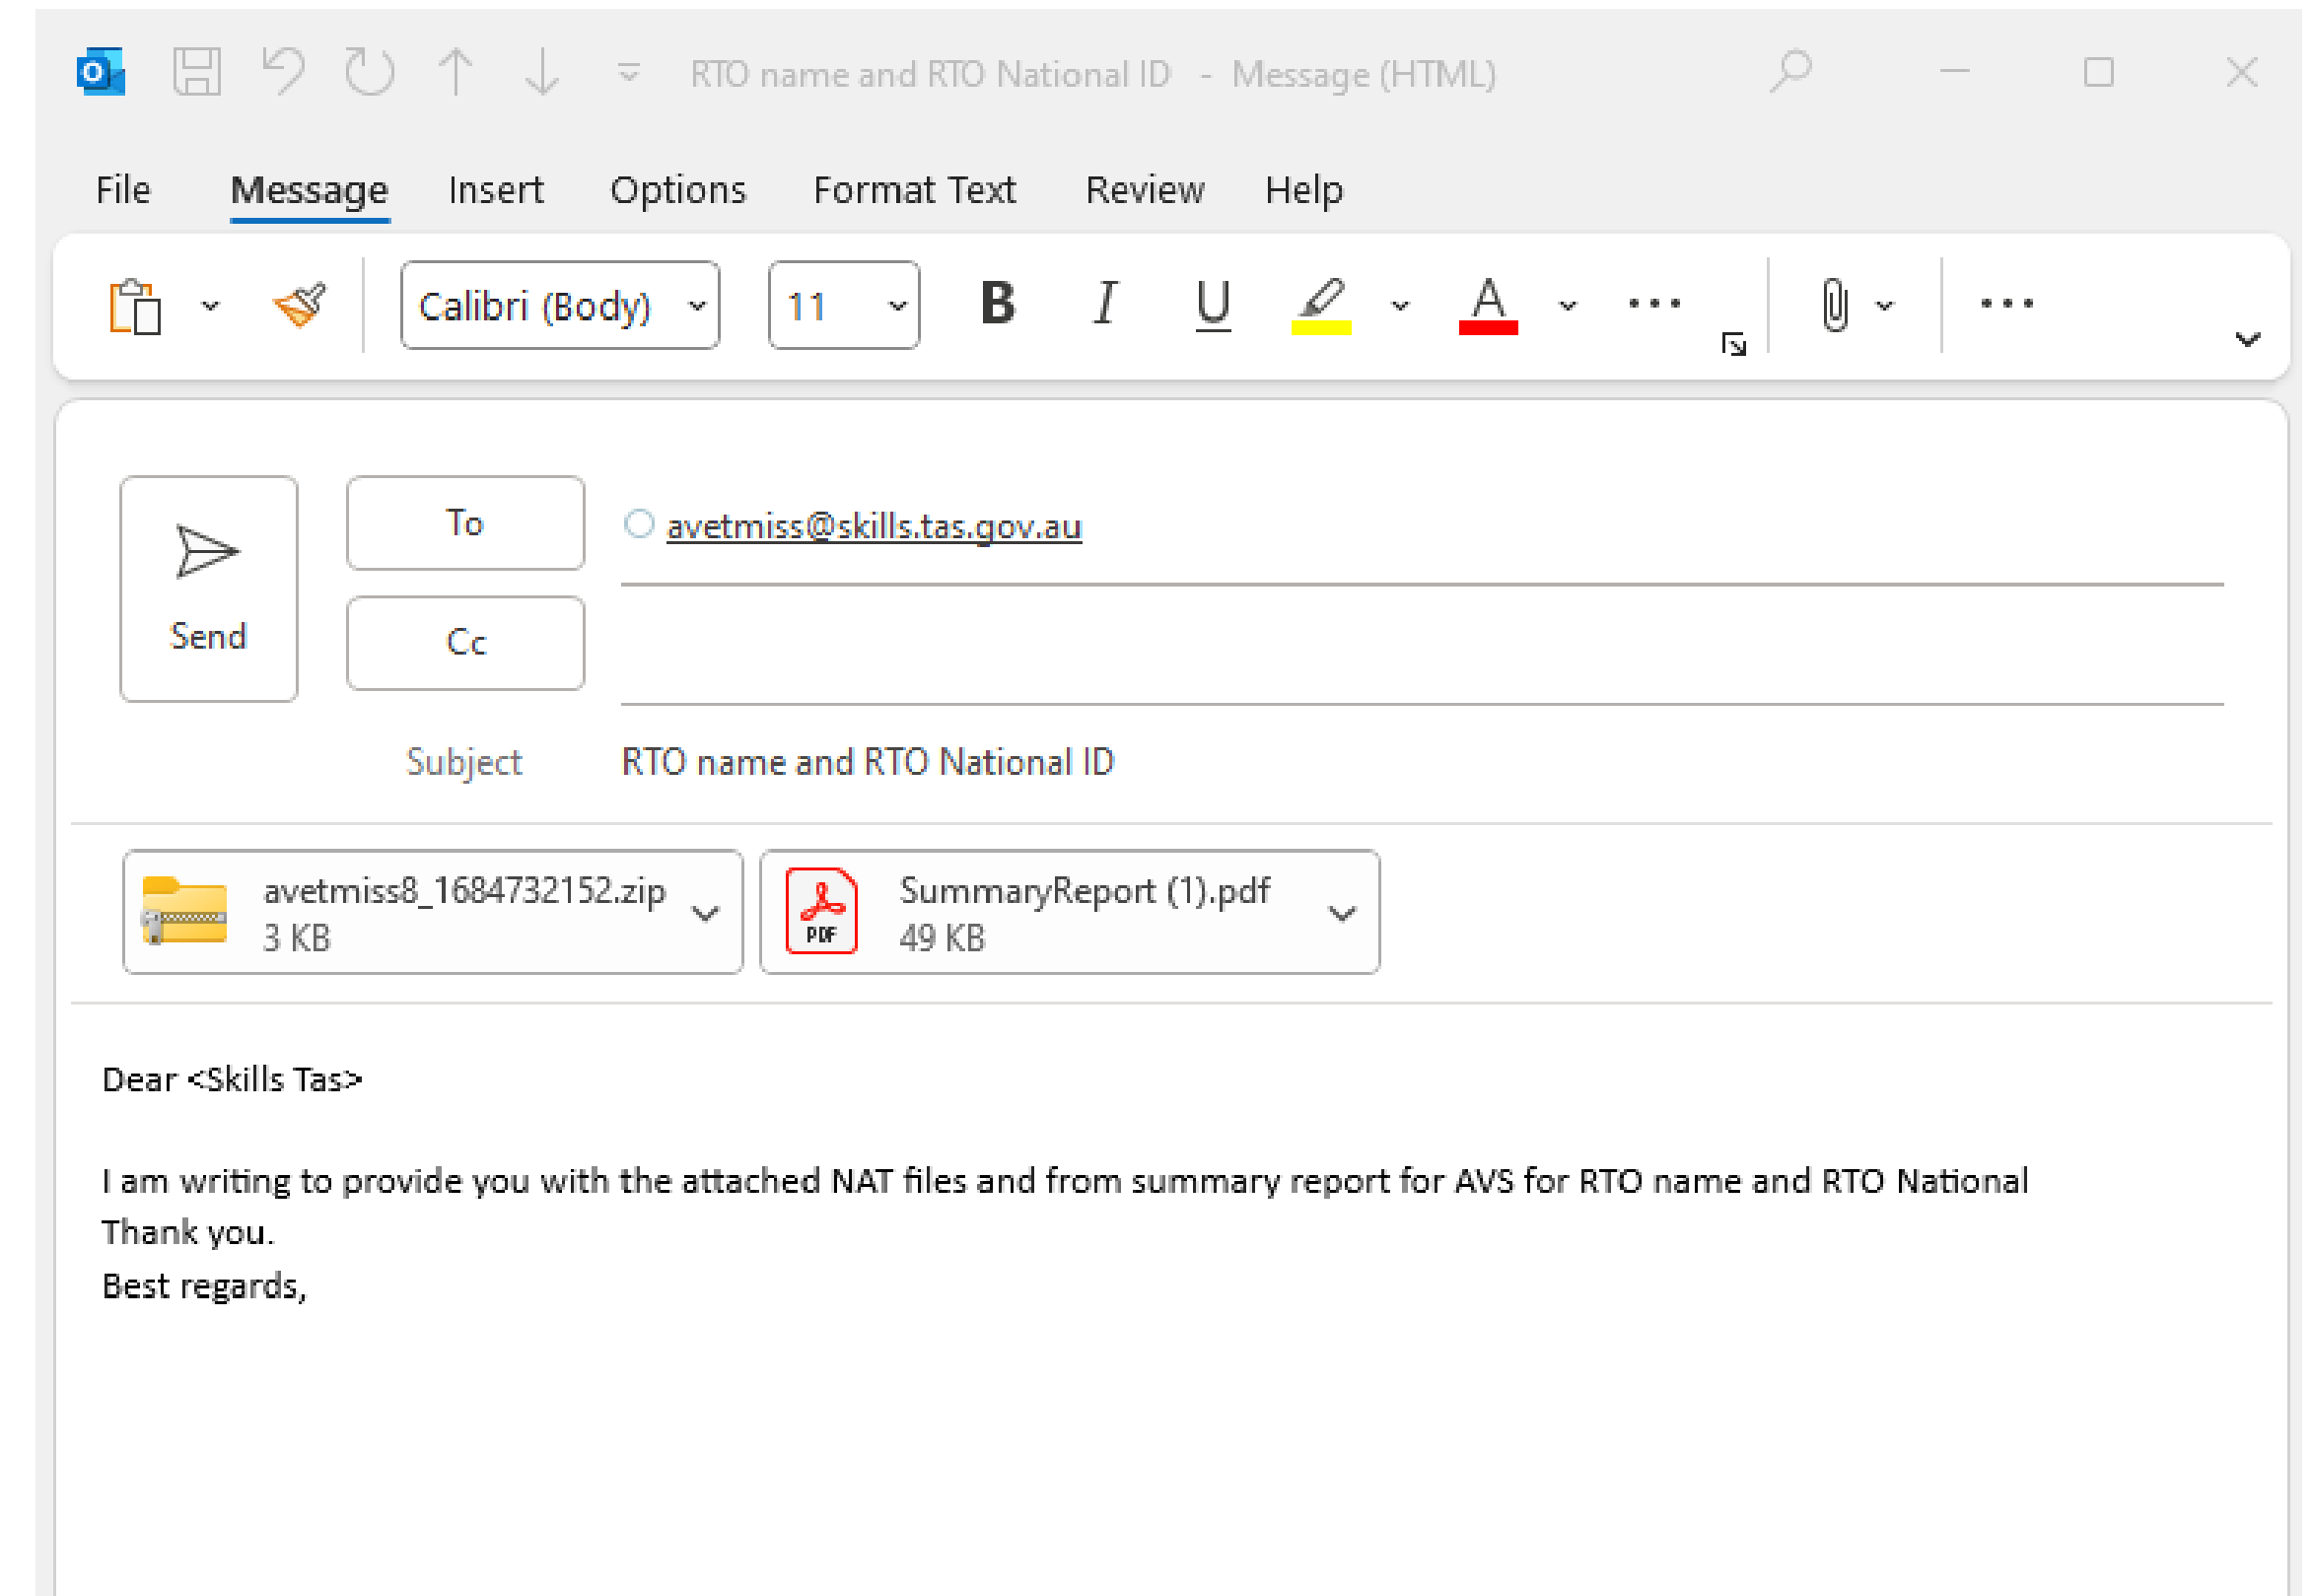 RTO name and RTO National ID - Message (HTML)
File Message Insert Options Format Text Review Help
Calibri (Body) 11 B I U A
Send
To
avetmiss@skills.tas.gov.au
Cc
Subject
RTO name and RTO National ID
avetmiss8_1684732152.zip
3 KB
PDF
SummaryReport (1).pdf
49 KB
Dear <Skills Tas>
I am writing to provide you with the attached NAT files and from summary report for AVS for RTO name and RTO National
Thank you.
Best regards,